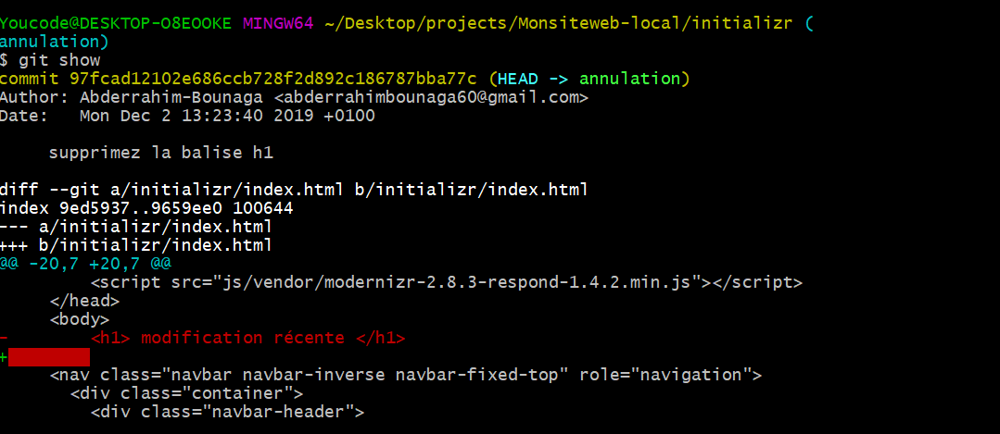 Youcode@DESKTOP-O8EOOKE MINGW64 ~/Desktop/projects/Monsiteweb-local/initializr (
annulation)
$ git show
commit 97fcad12102e686ccb728f2d892c186787bba77c (HEAD -> annulation)
Author: Abderrahim-Bounaga <abderrahimbounaga60@gmail.com>
Date:   Mon Dec 2 13:23:40 2019 +0100
    supprimez la balise h1
diff --git a/initializr/index.html b/initializr/index.html
index 9ed5937..9659ee0 100644
--- a/initializr/index.html
+++ b/initializr/index.html
@@ -20,7 +20,7 @@
        <script src="js/vendor/modernizr-2.8.3-respond-1.4.2.min.js"></script>
    </head>
    <body>
-        <h1> modification récente </h1>
+
    <nav class="navbar navbar-inverse navbar-fixed-top" role="navigation">
      <div class="container">
        <div class="navbar-header">